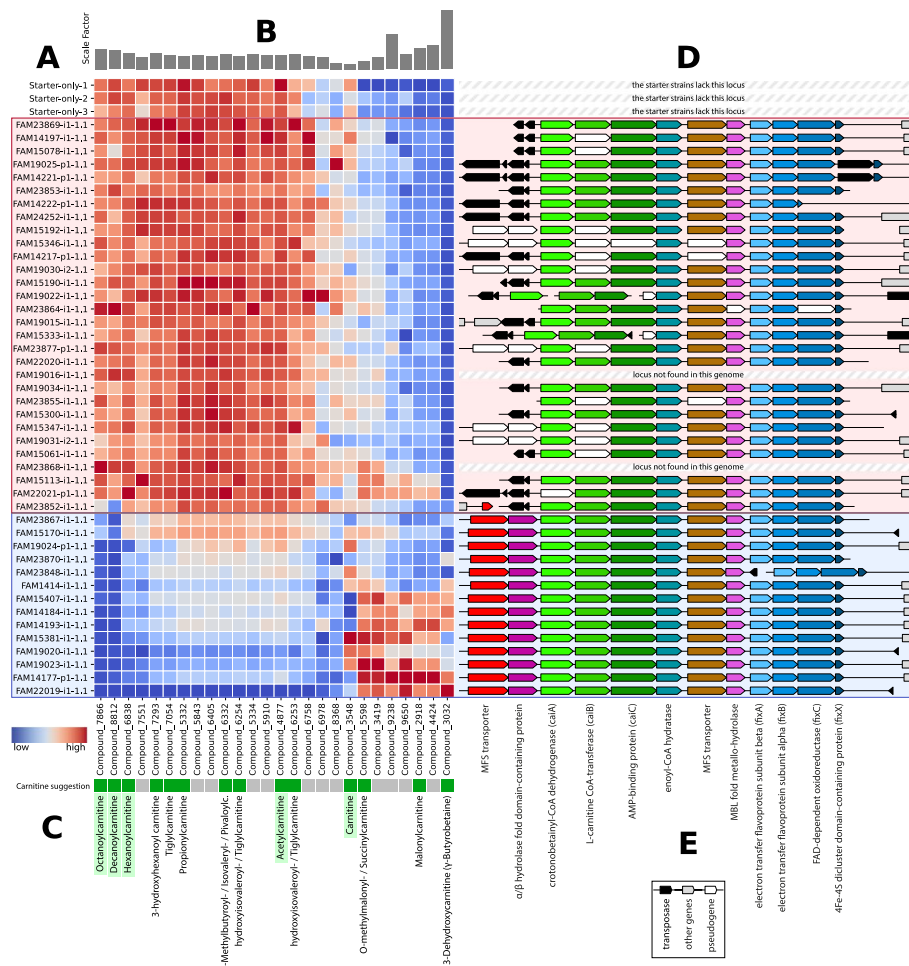 A
B
D
Scale Factor
Starter-only-1
Starter-only-2
Starter-only-3
FAM23869-i1-1.1
FAM14197-i1-1.1
FAM15078-i1-1.1
FAM19025-p1-1.1
FAM14221-p1-1.1
FAM23853-i1-1.1
FAM14222-p1-1.1
FAM24252-i1-1.1
FAM15192-i1-1.1
FAM15346-i1-1.1
FAM14217-p1-1.1
FAM19030-i2-1.1
FAM15190-i1-1.1
FAM19022-i1-1.1
FAM23864-i1-1.1
FAM19015-i1-1.1
FAM15333-i1-1.1
FAM23877-p1-1.1
FAM22020-i1-1.1
FAM19016-i1-1.1
FAM19034-i1-1.1
FAM23855-i1-1.1
FAM15300-i1-1.1
FAM15347-i1-1.1
FAM19031-i2-1.1
FAM15061-i1-1.1
FAM23868-i1-1.1
FAM15113-i1-1.1
FAM22021-p1-1.1
FAM23852-i1-1.1
FAM23867-i1-1.1
FAM15170-i1-1.1
FAM19024-p1-1.1
FAM23870-i1-1.1
FAM23848-i1-1.1
FAM1414-i1-1.1
FAM15407-i1-1.1
FAM14184-i1-1.1
FAM14193-i1-1.1
FAM15381-i1-1.1
FAM19020-i1-1.1
FAM19023-i1-1.1
FAM14177-p1-1.1
FAM22019-i1-1.1
the starter strains lack this locus
the starter strains lack this locus
the starter strains lack this locus
locus not found in this genome
locus not found in this genome
Compound_7866
Compound_8812
Compound_6838
Compound_7551
Compound_7293
Compound_7054
Compound_5332
Compound_5843
Compound_6405
Compound_6332
Compound_6254
Compound_5334
Compound_5910
Compound_4877
Compound_6253
Compound_6758
Compound_6978
Compound_8368
Compound_3548
Compound_5598
Compound_3419
Compound_9238
Compound_9650
Compound_2918
Compound_4424
Compound_3032
low
high
Carnitine suggestion
C
Octanoylcarnitine
Decanoylcarnitine
Hexanoylcarnitine
3-hydroxyhexanoyl carnitine
Tiglylcarnitine
Propionylcarnitine
-Methylbutyroyl- / Isovaleryl- / Pivaloylc.
hydroxyisovaleroyl- / Tiglylcarnitine
Acetylcarnitine
hydroxyisovaleroyl- / Tiglylcarnitine
Carnitine
O-methylmalonyl- / Succinylcarnitine
Malonylcarnitine
3-Dehydroxycarnitine (γ-Butyrobetaine)
MFS transporter
α/β hydrolase fold domain-containing protein
crotonobetainyl-CoA dehydrogenase (caiA)
L-carnitine CoA-transferase (caiB)
AMP-binding protein (caiC)
enoyl-CoA hydratase
MFS transporter
MBL fold metallo-hydrolase
electron transfer flavoprotein subunit beta (fixA)
electron transfer flavoprotein subunit alpha (fixB)
FAD-dependent oxidoreductase (fixC)
4Fe-4S dicluster domain-containing protein (fixX)
E
transposase
other genes
pseudogene